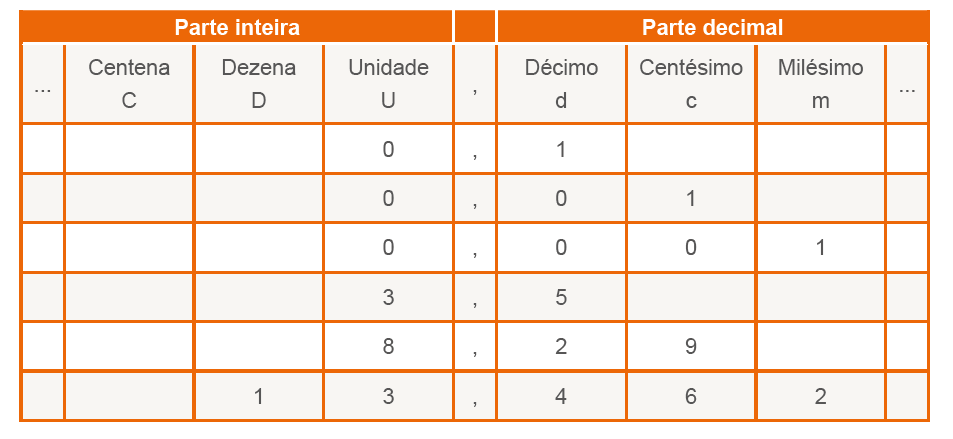 Parte inteira Parte decimal
... Centena Dezena Unidade , Décimo Centésimo Milésimo ...
C D U d c m
0 , 1
0 , 0 1
0 , 0 0 1
3 , 5
8 , 2 9
1 3 , 4 6 2